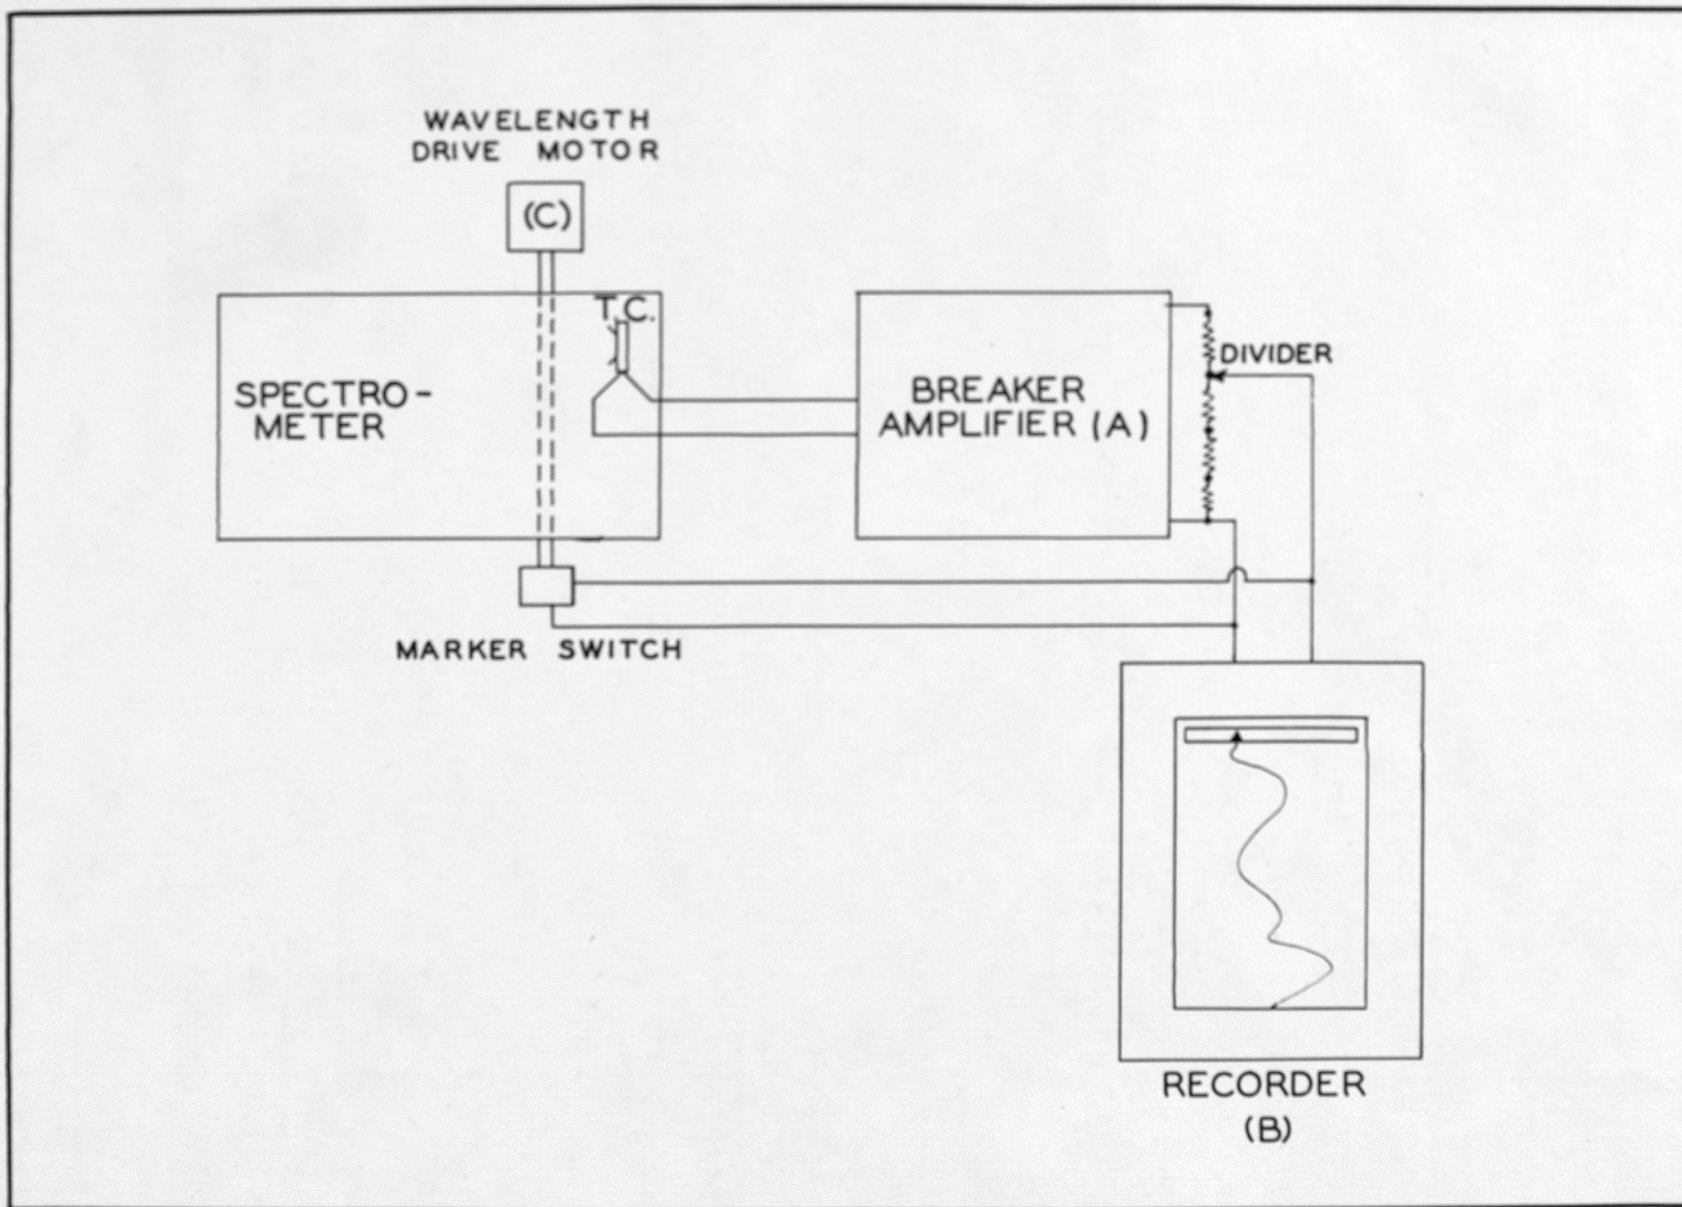 WAVELENGTH
DRIVE MOTOR
(C)
T.C.
SPECTRO-
METER
BREAKER
AMPLIFIER (A)
DIVIDER
MARKER SWITCH
RECORDER
(B)